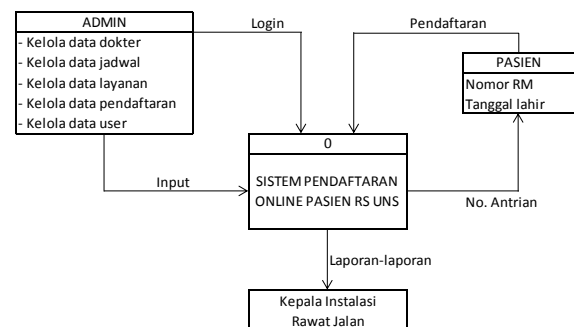 ADMIN
- Kelola data dokter
- Kelola data jadwal
- Kelola data layanan
- Kelola data pendaftaran
- Kelola data user
Login
Pendaftaran
PASIEN
Nomor RM
Tanggal lahir
0
SISTEM PENDAFTARAN
ONLINE PASIEN RS UNS
Input
No. Antrian
Laporan-laporan
Kepala Instalasi
Rawat Jalan